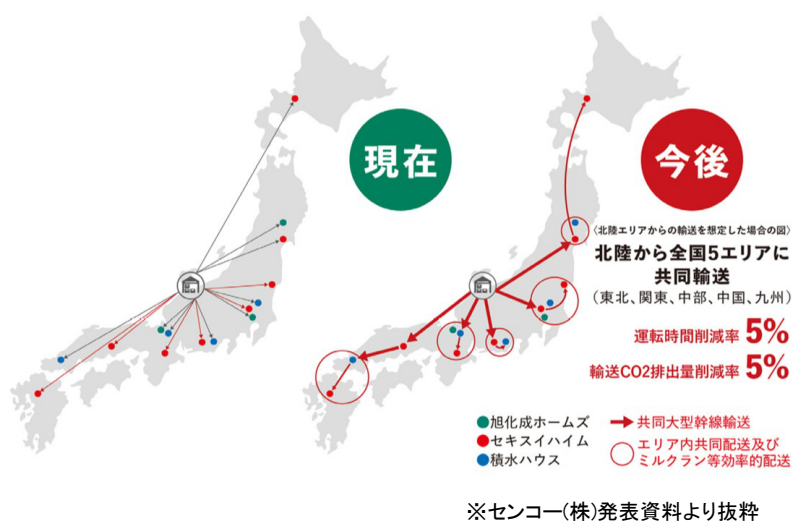 現在
今後
〈北陸エリアからの輸送を想定した場合の図〉
北陸から全国5エリアに
共同輸送
(東北、関東、中部、中国、九州)
運転時間削減率 5%
輸送CO2排出量削減率 5%
旭化成ホームズ
セキスイハイム
積水ハウス
共同大型幹線輸送
エリア内共同配送及び
ミルクラン等効率的配送
※センコー(株)発表資料より抜粋